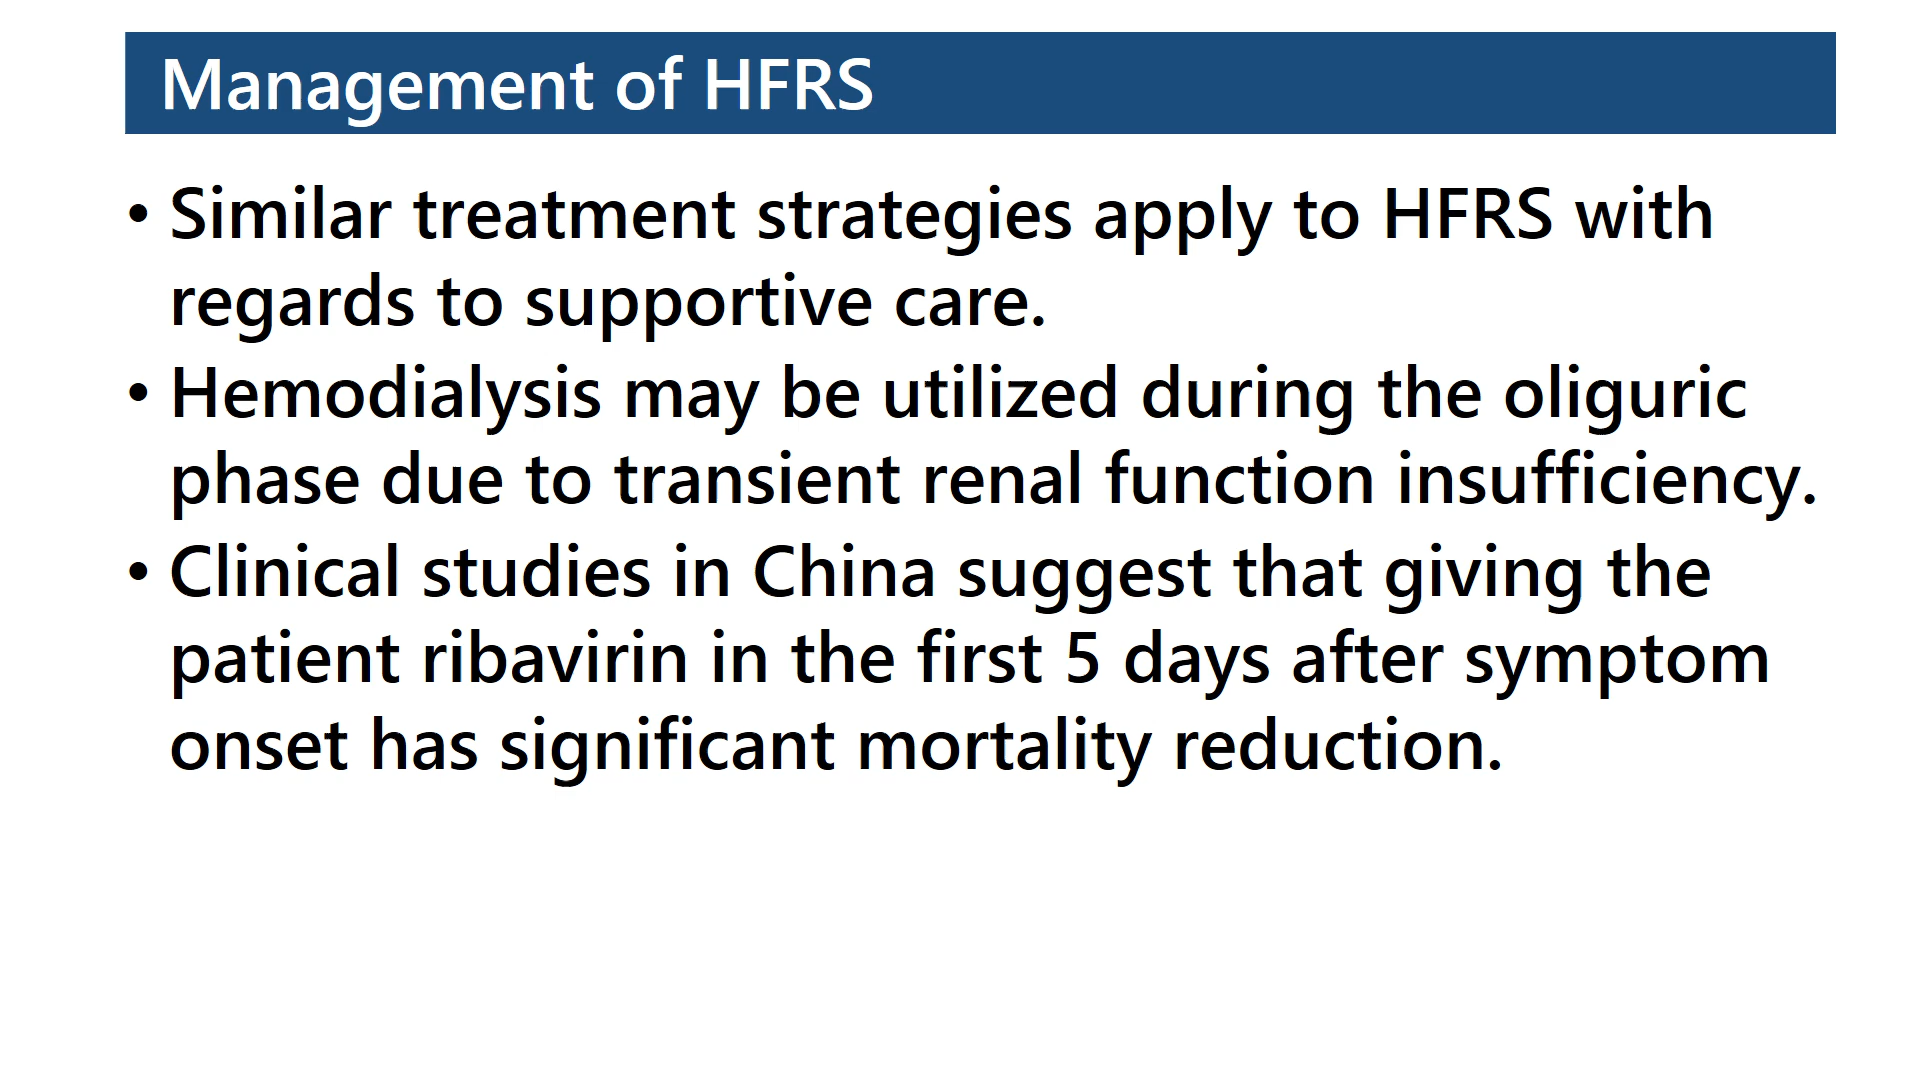 Management of HFRS
• Similar treatment strategies apply to HFRS with
regards to supportive care.
• Hemodialysis may be utilized during the oliguric
phase due to transient renal function insufficiency.
• Clinical studies in China suggest that giving the
patient ribavirin in the first 5 days after symptom
onset has significant mortality reduction.